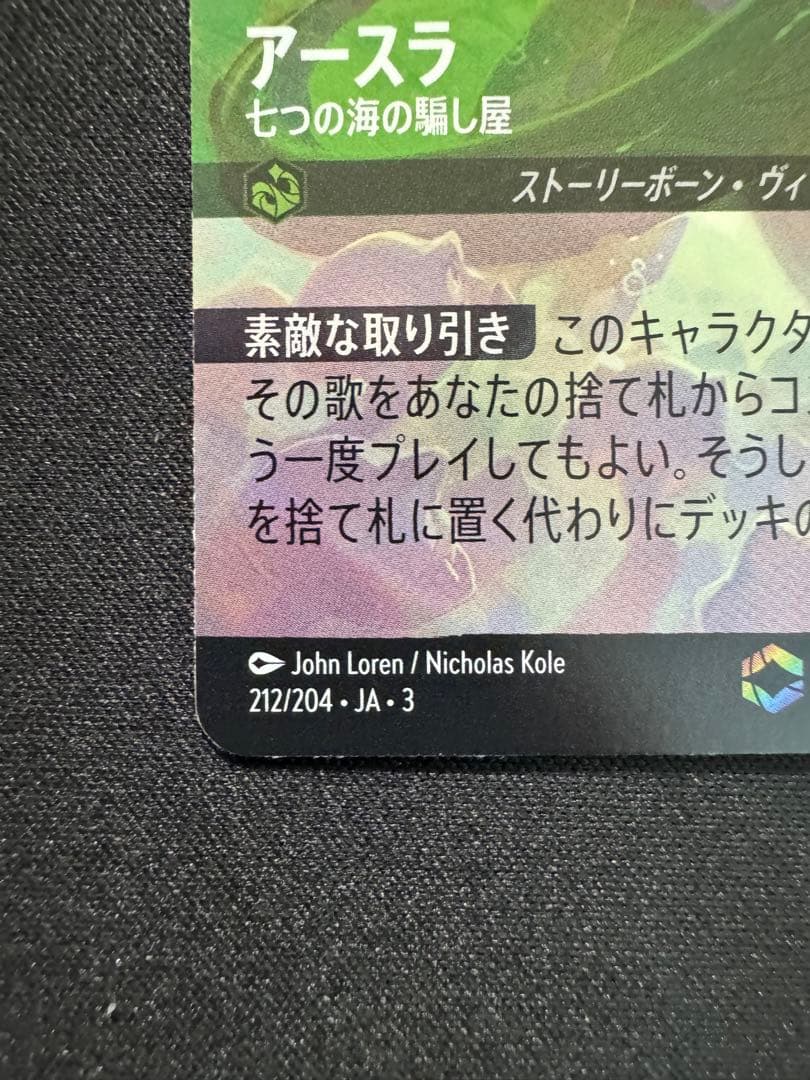 アースラ
七つの海の騙し屋
ストーリーボーン・ヴィ
素敵な取り引き このキャラクタ
その歌をあなたの捨て札からコ
う一度プレイしてもよい。そうし
を捨て札に置く代わりにデッキの
John Loren / Nicholas Kole
212/204 • JA • 3